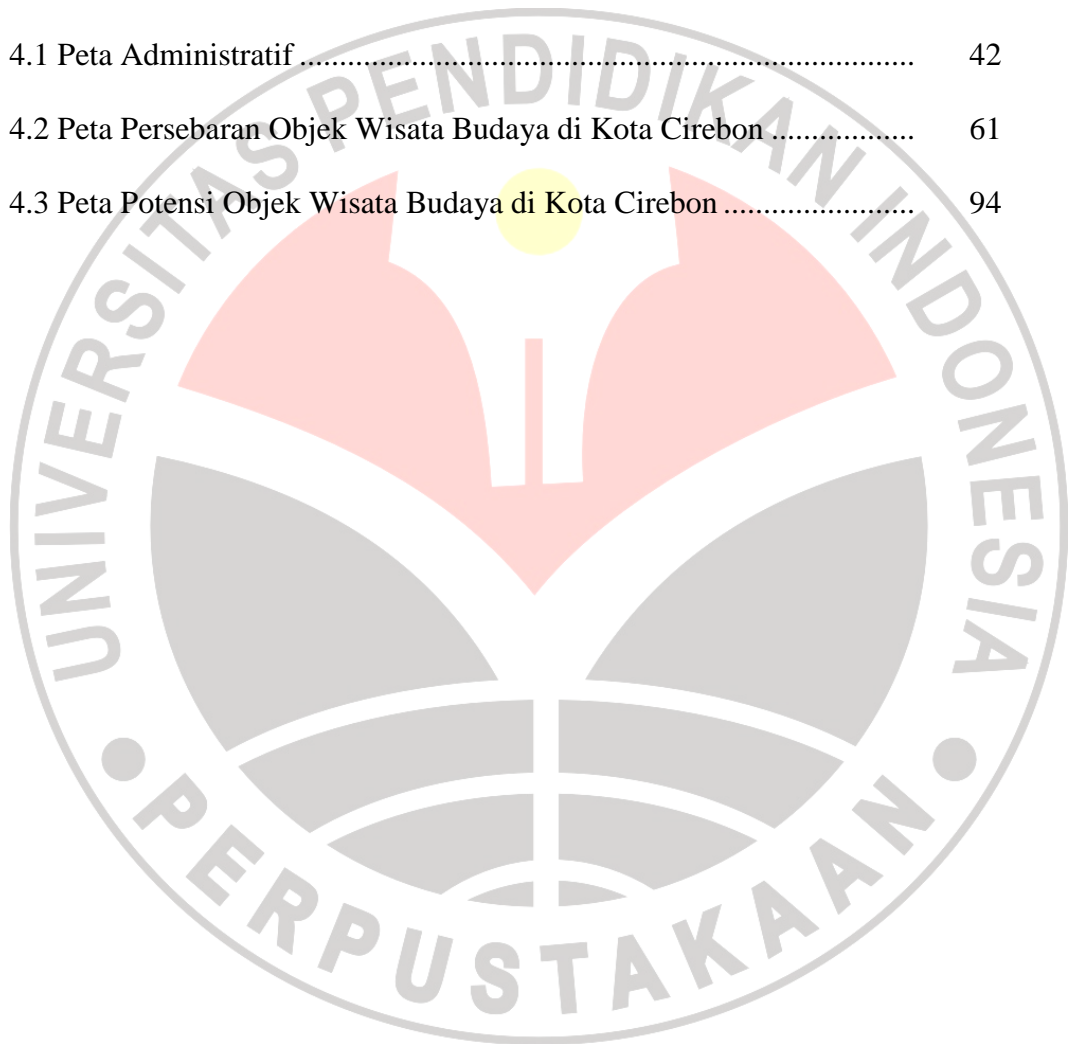 4.1 Peta Administratif ............................................................................. 42
4.2 Peta Persebaran Objek Wisata Budaya di Kota Cirebon .................. 61
4.3 Peta Potensi Objek Wisata Budaya di Kota Cirebon ........................ 94
UNIVERSITAS PENDIDIKAN INDONESIA
PERPUSTAKAAN